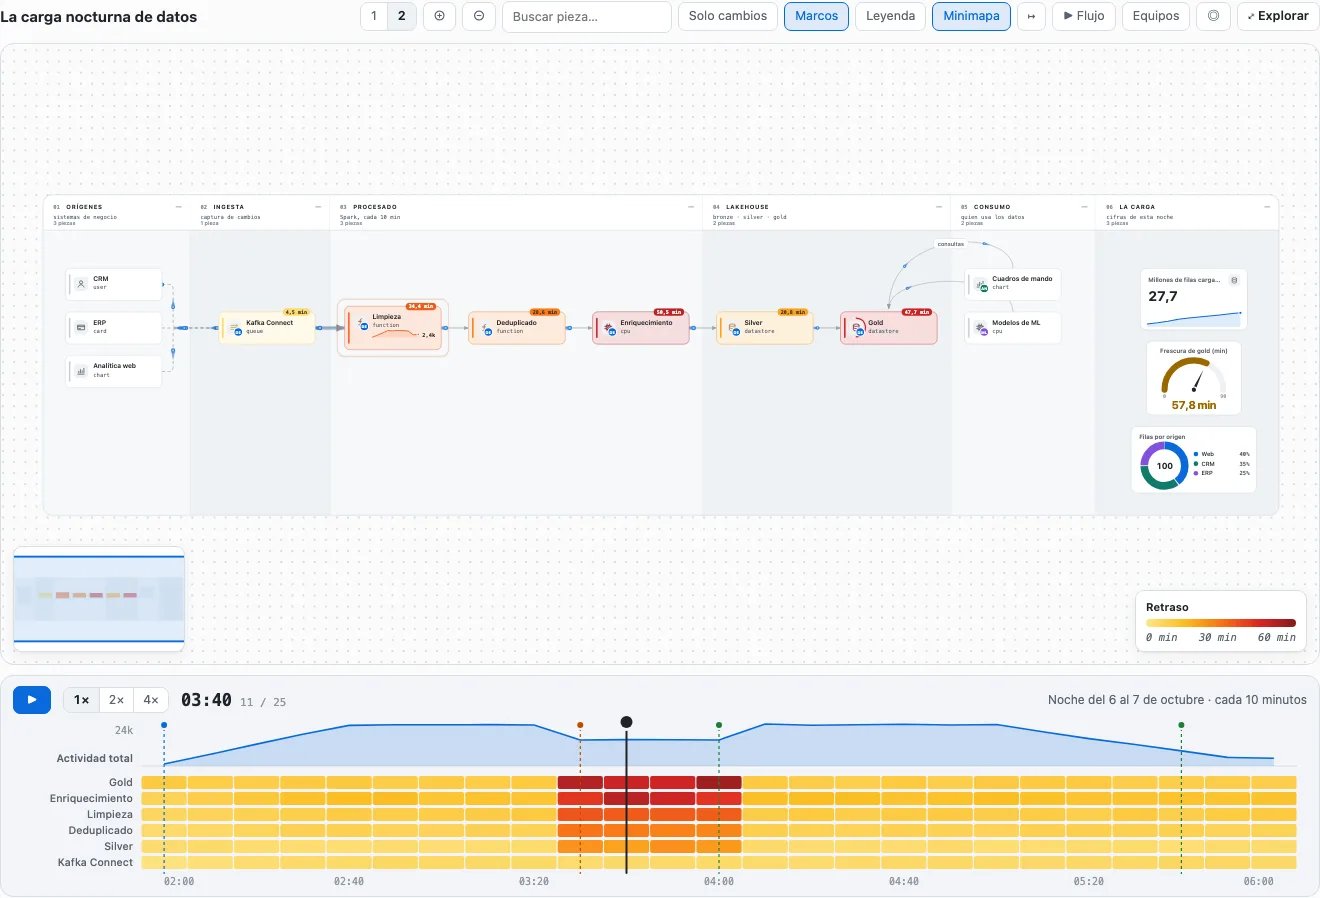 La carga nocturna de datos
1 2 Buscar pieza... Solo cambios Marcos Leyenda Minimapa ↔ ▶ Flujo Equipos Explorar
01 ORÍGENES
sistemas de negocio
3 piezas
02 INGESTA
captura de cambios
1 pieza
03 PROCESADO
Spark, cada 10 min
3 piezas
04 LAKEHOUSE
bronze · silver · gold
2 piezas
05 CONSUMO
quien usa los datos
2 piezas
06 LA CARGA
cifras de esta noche
3 piezas
consultas
CRM
user
ERP
card
Analítica web
chart
4,5 min
Kafka Connect
queue
34,4 min
Limpieza
function
2,4k
Deduplicado
function
50,5 min
Enriquecimiento
cpu
Silver
datastore
47,7 min
Gold
datastore
Cuadros de mando
chart
Modelos de ML
cpu
Millones de filas carga...
27,7
Frescura de gold (min)
57,8 min
Filas por origen
100
Web 40%
CRM 35%
ERP 25%
Retraso
0 min 30 min 60 min
1× 2× 4× 03:40 11 / 25
Noche del 6 al 7 de octubre · cada 10 minutos
24k
Actividad total
Gold
Enriquecimiento
Limpieza
Deduplicado
Silver
Kafka Connect
02:00 02:40 03:20 04:00 04:40 05:20 06:00